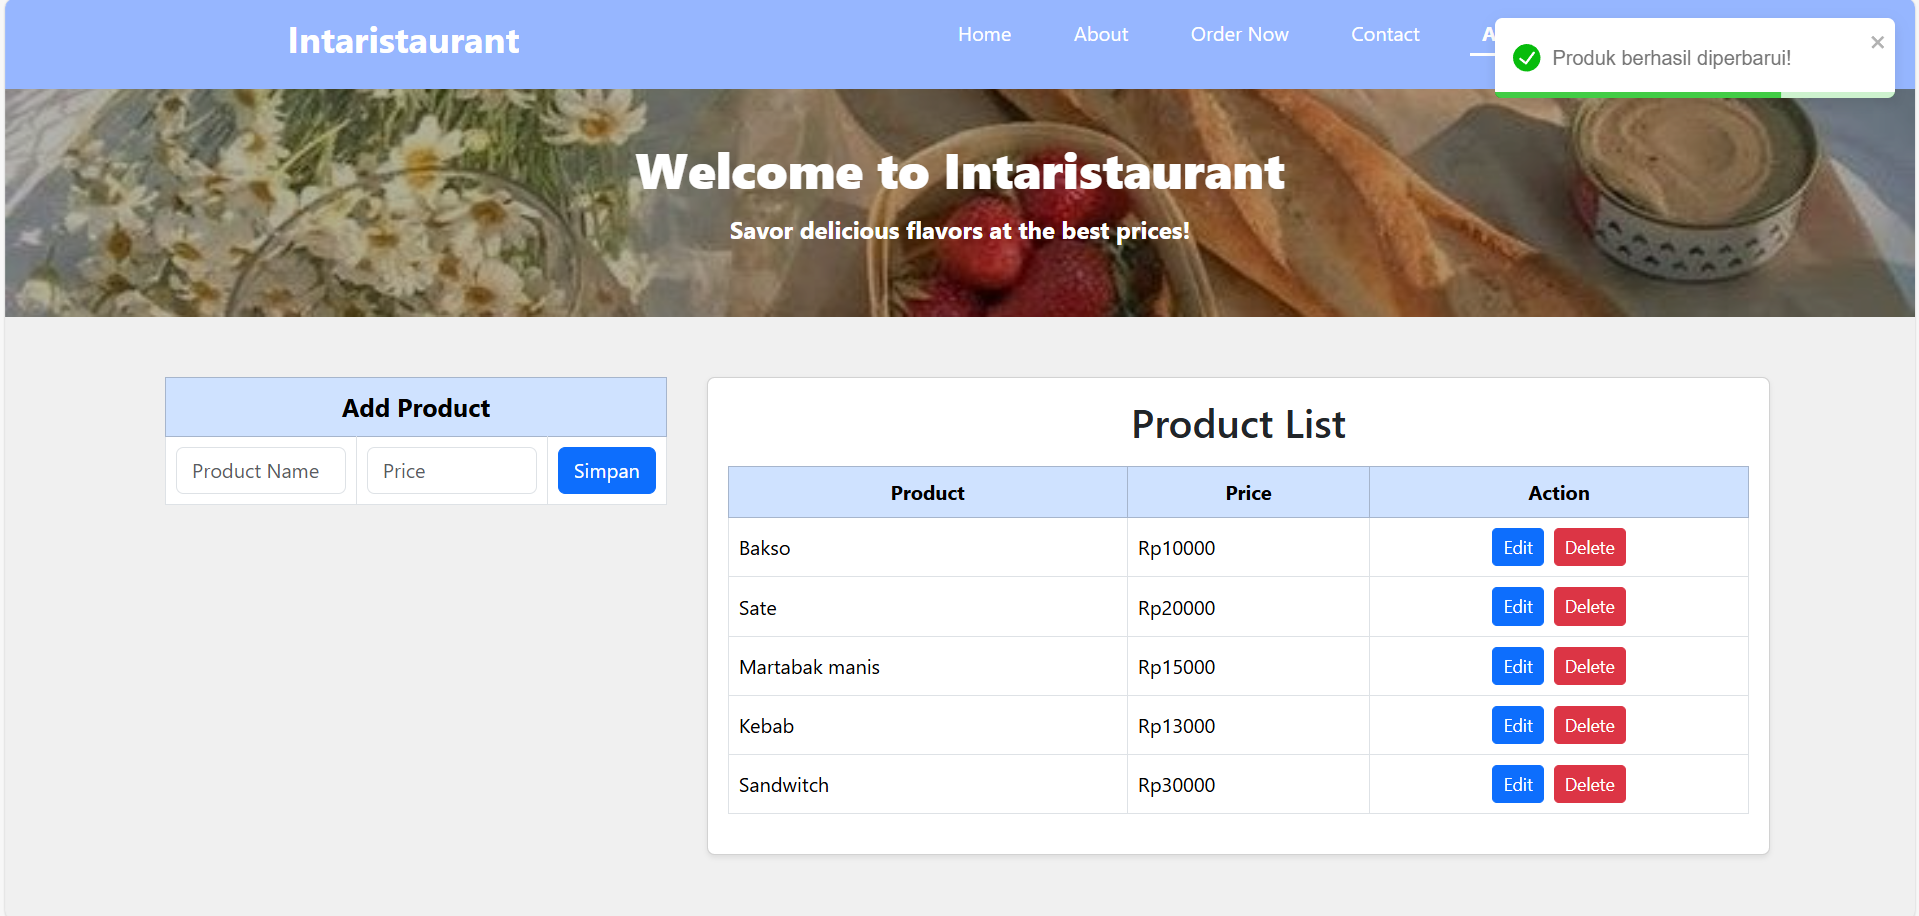 Intaristaurant
Home About Order Now Contact
Produk berhasil diperbarui!
Welcome to Intaristaurant
Savor delicious flavors at the best prices!
Add Product
Product Name Price Simpan
Product List
Product Price Action
Bakso Rp10000 Edit Delete
Sate Rp20000 Edit Delete
Martabak manis Rp15000 Edit Delete
Kebab Rp13000 Edit Delete
Sandwitch Rp30000 Edit Delete